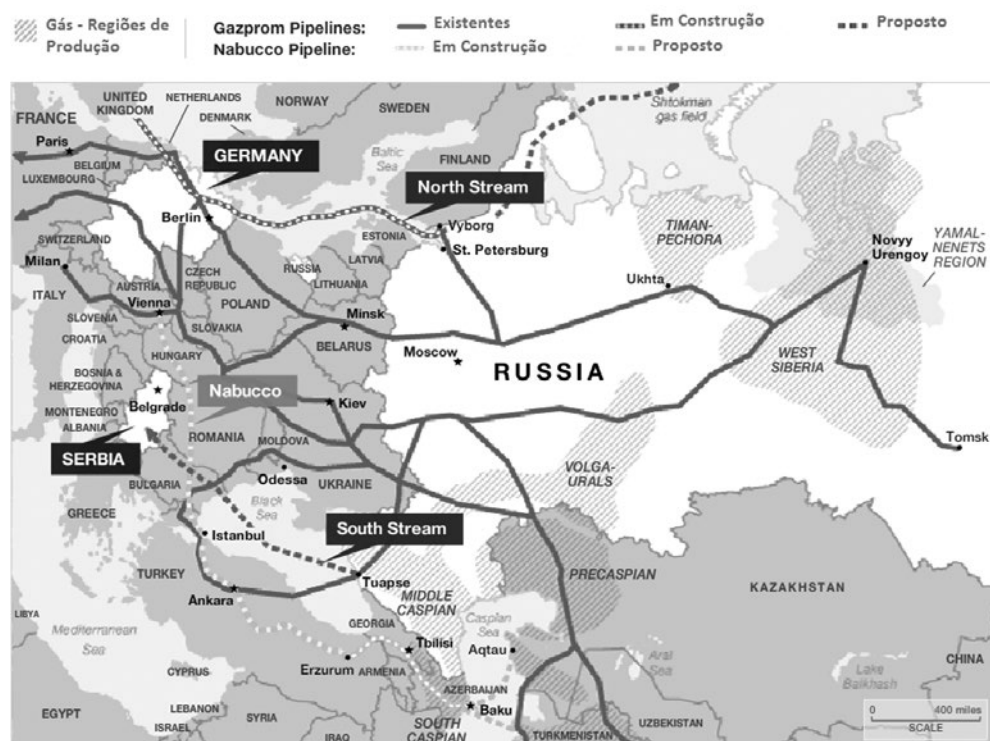 Gás - Regiões de
Produção
Gazprom Pipelines:
Existentes
Em Construção
Proposto
Nabucco Pipeline:
Em Construção
Proposto
UNITED
KINGDOM
NETHERLANDS
NORWAY
SWEDEN
DENMARK
Shtokman
gas field
FRANCE
Paris
BELGIUM
LUXEMBOURG
GERMANY
Baltic
Sea
FINLAND
North Stream
Berlin
Vyborg
ESTONIA
St. Petersburg
TIMAN-
PECHORA
Novyy
Urengoy
YAMAL-
NENETS
REGION
SWITZERLAND
Milan
LATVIA
RUSSIA
LITHUANIA
CZECH
REPUBLIC
Ukhta
ITALY
AUSTRIA
Vienna
POLAND
Minsk
SLOVENIA
CROATIA
SLOVAKIA
BELARUS
Moscow
RUSSIA
WEST
SIBERIA
HUNGARY
BOSNIA &
HERZEGOVINA
Belgrade
Nabucco
Kiev
MONTENEGRO
ALBANIA
ROMANIA
MOLDOVA
Tomsk
SERBIA
Odessa
UKRAINE
VOLGA-
URALS
BULGARIA
GREECE
Black
Sea
Istanbul
South Stream
TURKEY
Ankara
Tuapse
MIDDLE
CASPIAN
PRECASPIAN
KAZAKHSTAN
LIBYA
Mediterranean
Sea
GEORGIA
Tbilisi
Caspian
Sea
Aqtau
Aral
Sea
Lake
Balkhash
CHINA
CYPRUS
Erzurum
ARMENIA
AZERBAIJAN
Baku
EGYPT
LEBANON
ISRAEL
SYRIA
IRAQ
SOUTH
CASPIAN
TURKMENISTAN
UZBEKISTAN
0
400 miles
SCALE